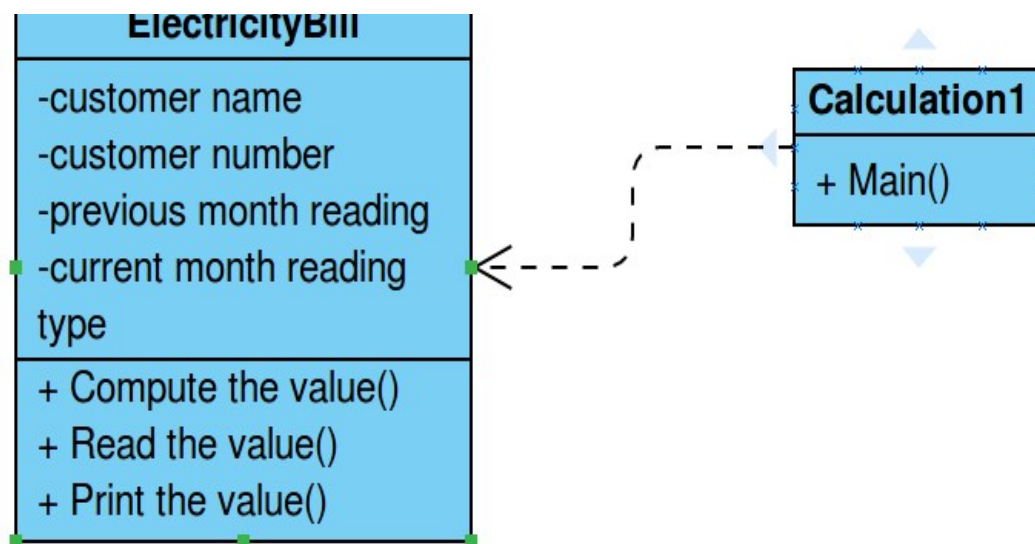 ElectricityBill
-customer name
-customer number
-previous month reading
-current month reading
type
+ Compute the value()
+ Read the value()
+ Print the value()
Calculation1
+ Main()